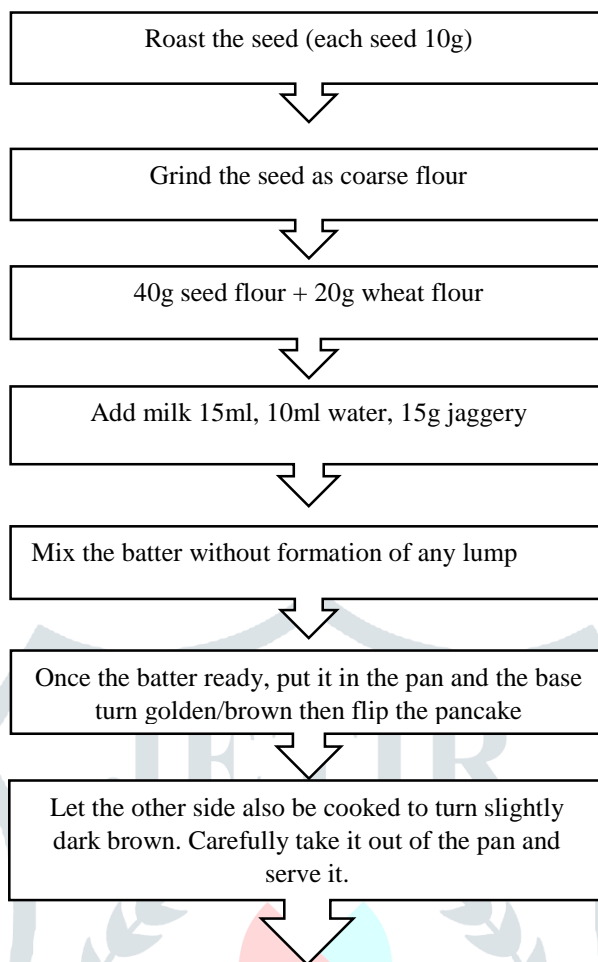 Roast the seed (each seed 10g)
Grind the seed as coarse flour
40g seed flour + 20g wheat flour
Add milk 15ml, 10ml water, 15g jaggery
Mix the batter without formation of any lump
Once the batter ready, put it in the pan and the base
turn golden/brown then flip the pancake
JETIR
Let the other side also be cooked to turn slightly
dark brown. Carefully take it out of the pan and
serve it.